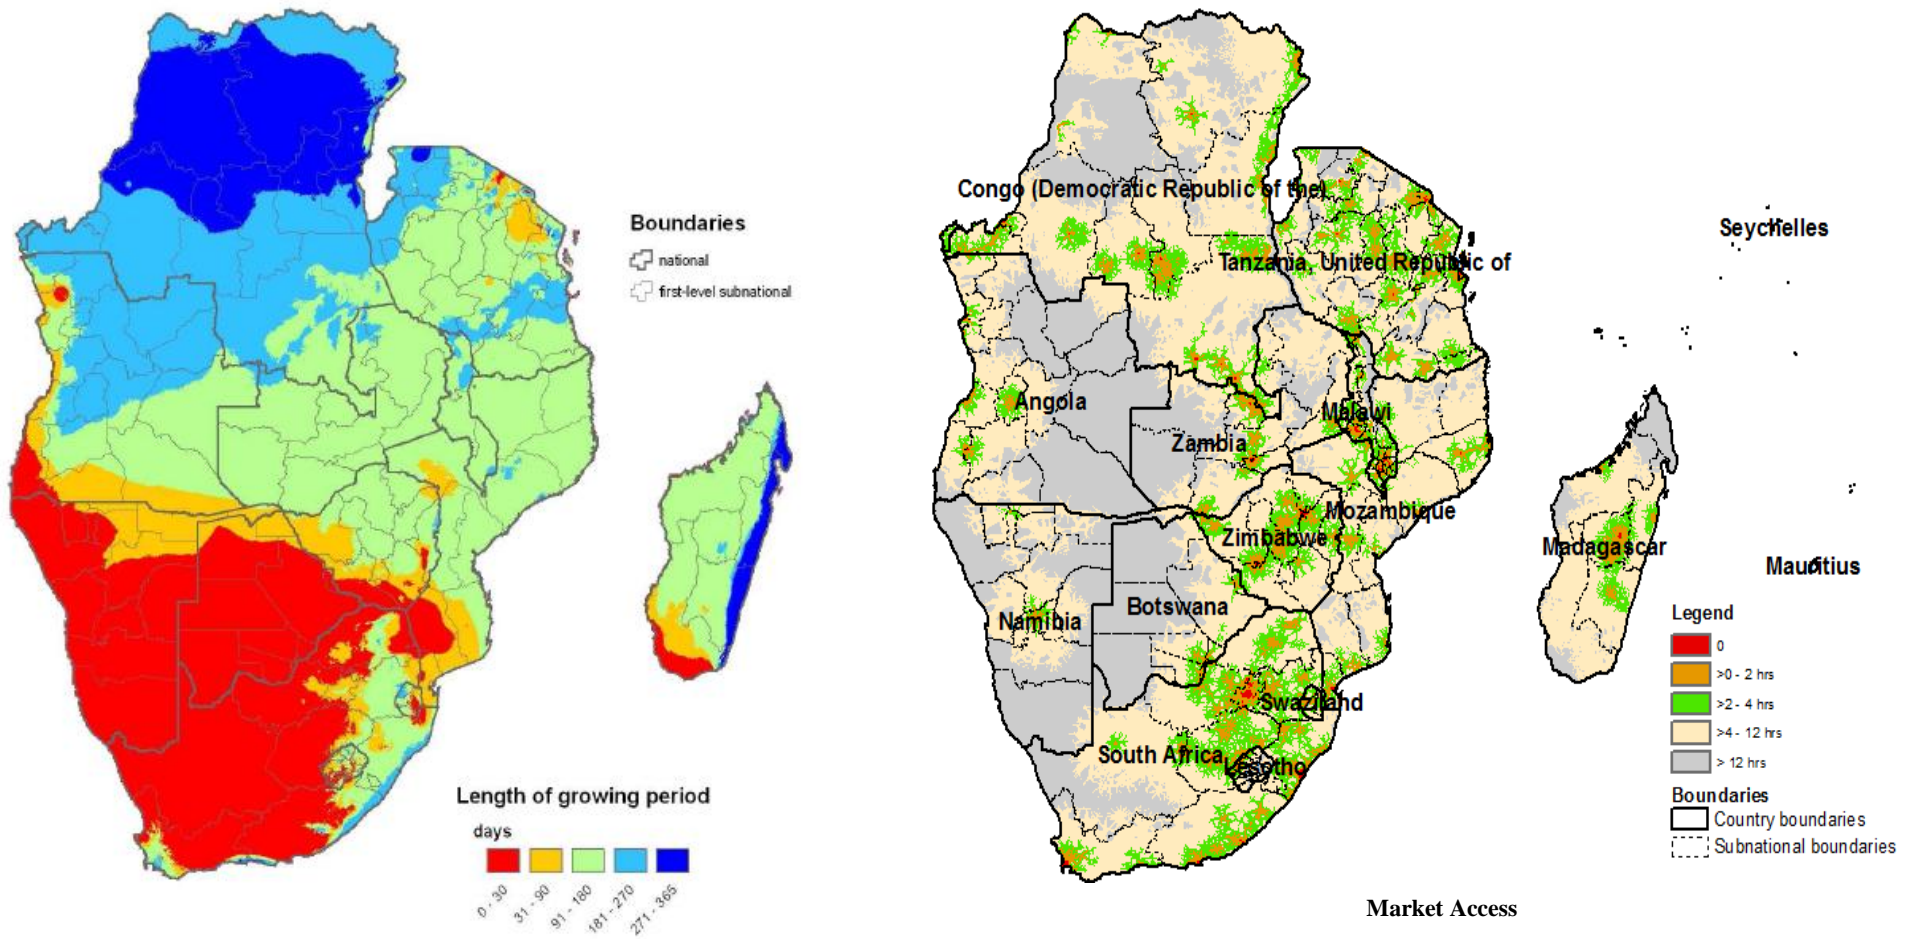 Boundaries
national
first-level subnational
Length of growing period
days
0 - 30
31 - 90
91 - 180
181 - 270
271 - 365
Congo (Democratic Republic of the)
Tanzania, United Republic of
Seychelles
Angola
Malawi
Zambia
Mozambique
Zimbabwe
Madagascar
Mauritius
Botswana
Namibia
Swaziland
South Africa
Lesotho
Legend
0
>0 - 2 hrs
>2 - 4 hrs
>4 - 12 hrs
> 12 hrs
Boundaries
Country boundaries
Subnational boundaries
Market Access